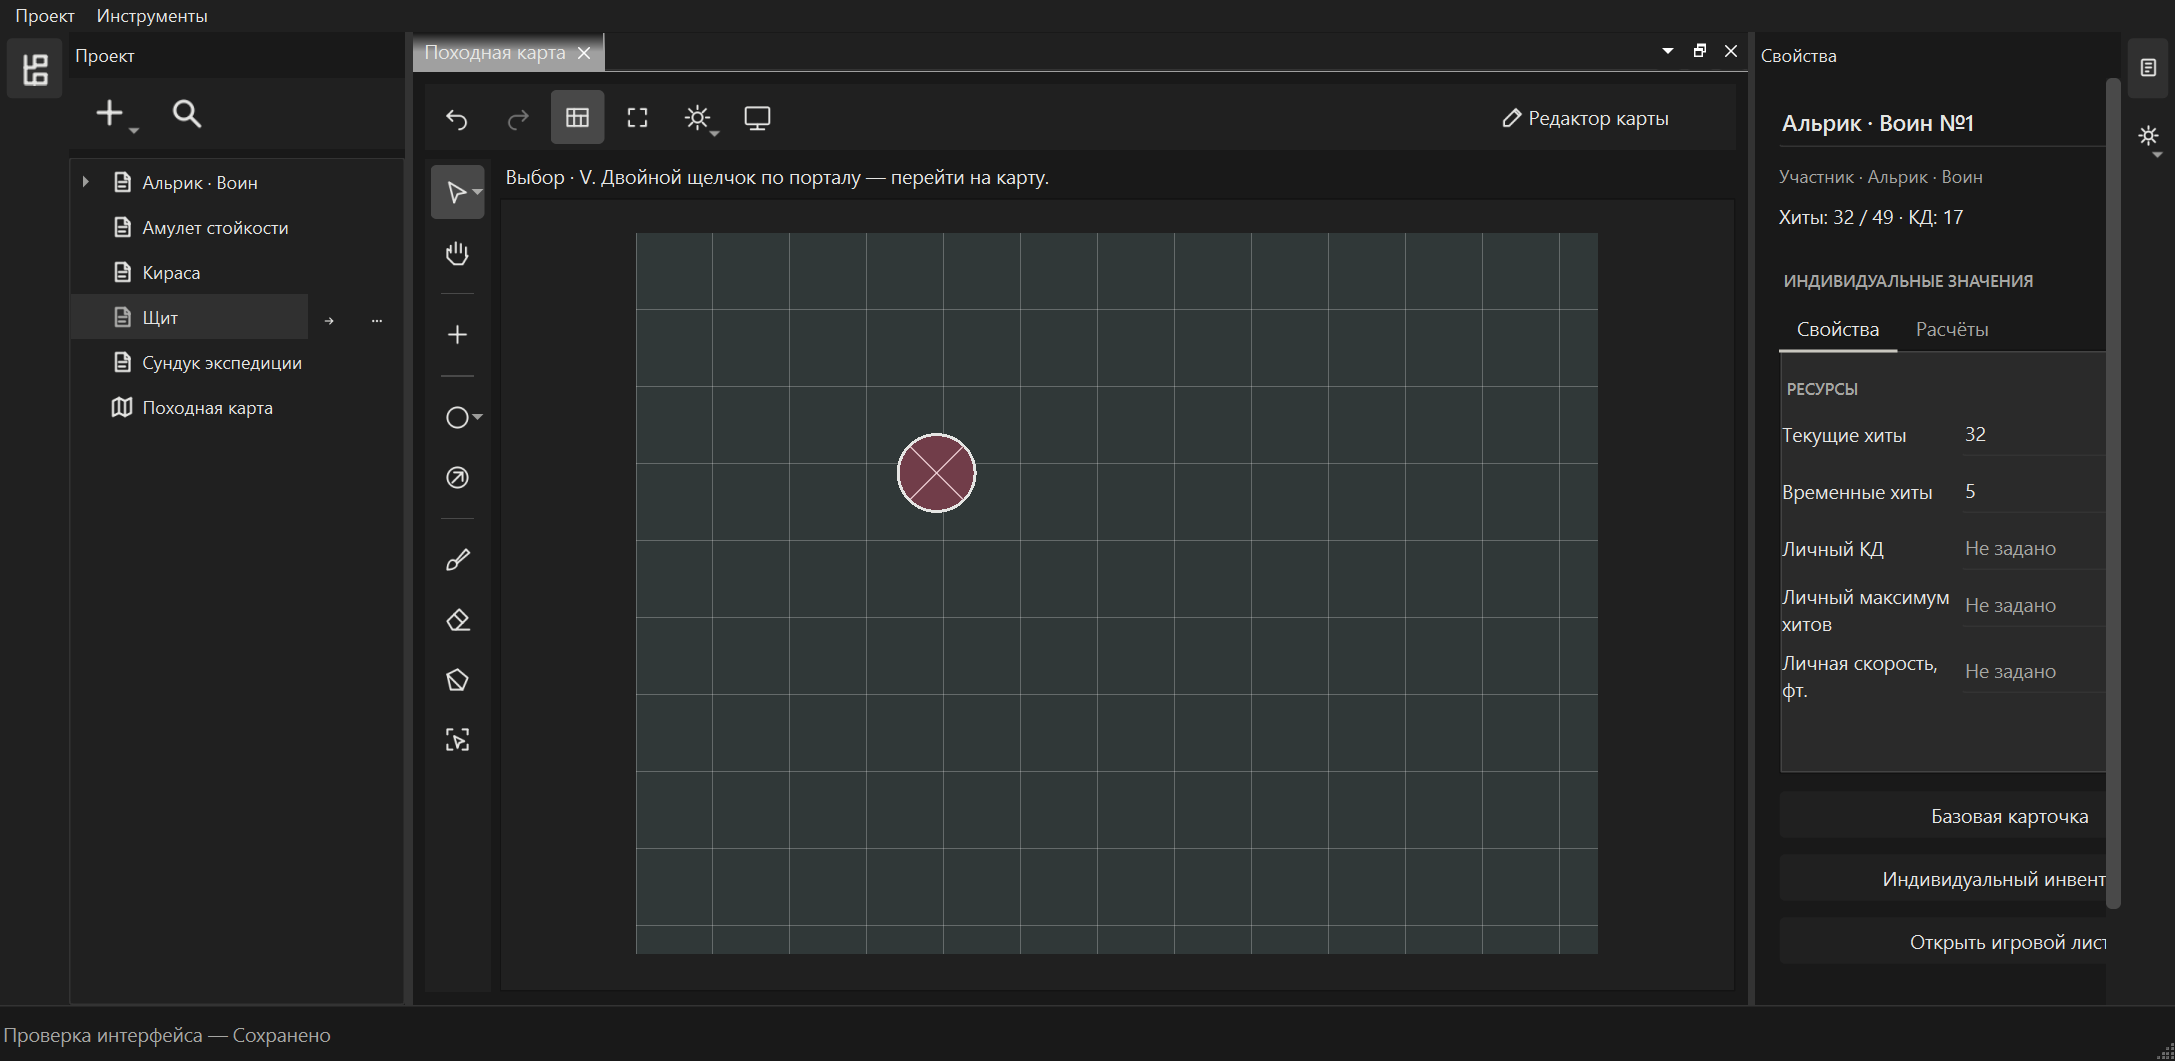 Проект
Инструменты
Проект
Альрик · Воин
Амулет стойкости
Кираса
Щит
Сундук экспедиции
Походная карта
Походная карта
Редактор карты
Выбор · V. Двойной щелчок по порталу — перейти на карту.
Свойства
Альрик · Воин №1
Участник · Альрик · Воин
Хиты: 32 / 49 · КД: 17
ИНДИВИДУАЛЬНЫЕ ЗНАЧЕНИЯ
Свойства
Расчёты
РЕСУРСЫ
Текущие хиты
32
Временные хиты
5
Личный КД
Не задано
Личный максимум
хитов
Не задано
Личная скорость,
фт.
Не задано
Базовая карточка
Индивидуальный инвент
Открыть игровой лист
Проверка интерфейса — Сохранено